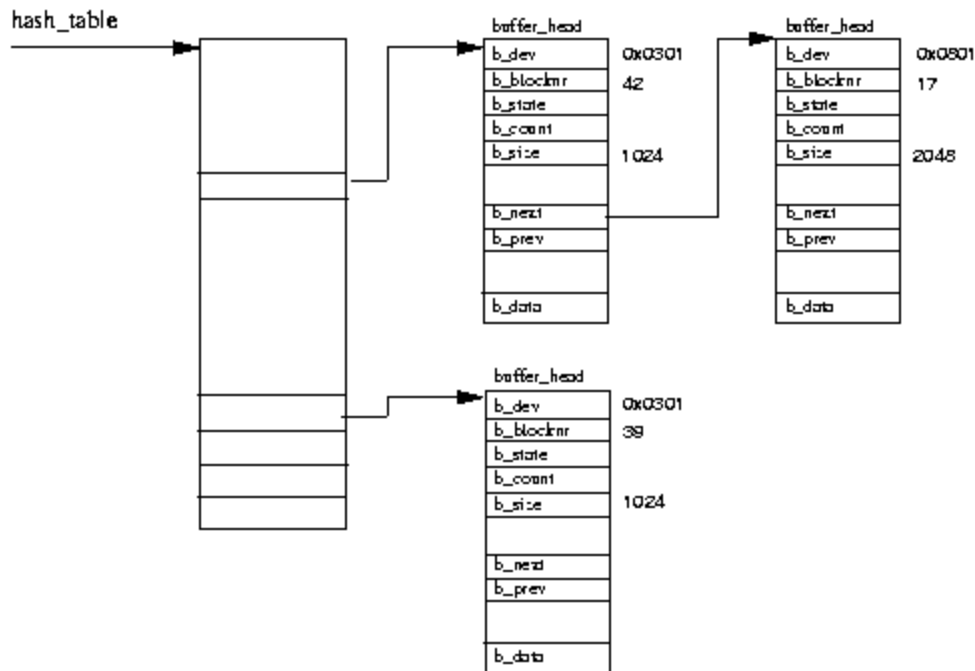 hash_table
buffer_head
b_dev 0x0301
b_blocknr 42
b_state
b_count
b_size 1024
b_next
b_prev
b_data
buffer_head
b_dev 0x0801
b_blocknr 17
b_state
b_count
b_size 2048
b_next
b_prev
b_data
buffer_head
b_dev 0x0301
b_blocknr 39
b_state
b_count
b_size 1024
b_next
b_prev
b_data